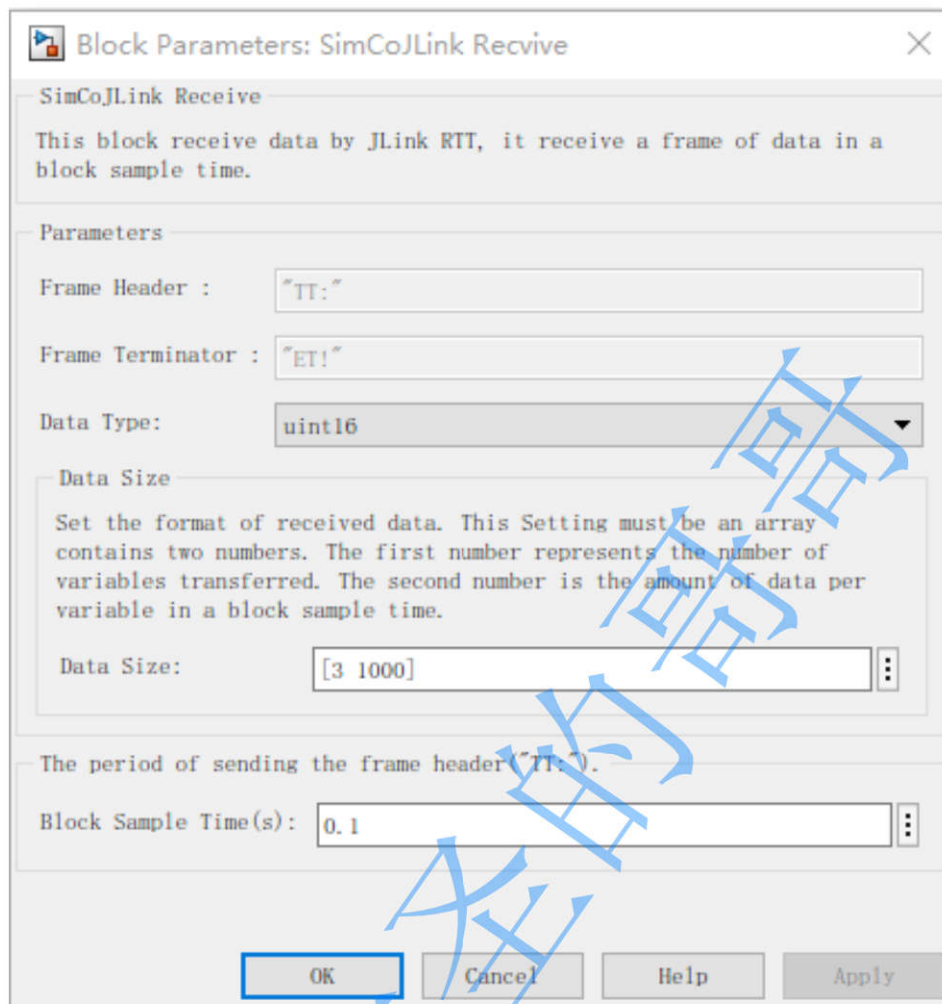 Block Parameters: SimCoJLink Recvive
SimCoJLink Receive
This block receive data by JLink RTT, it receive a frame of data in a
block sample time.
Parameters
Frame Header :
"TT:"
Frame Terminator :
"ET!"
Data Type:
uint16
Data Size
Set the format of received data. This Setting must be an array
contains two numbers. The first number represents the number of
variables transferred. The second number is the amount of data per
variable in a block sample time.
Data Size:
[3 1000]
The period of sending the frame header("TT:").
Block Sample Time(s):
0.1
OK
Cancel
Help
Apply
的哥哥